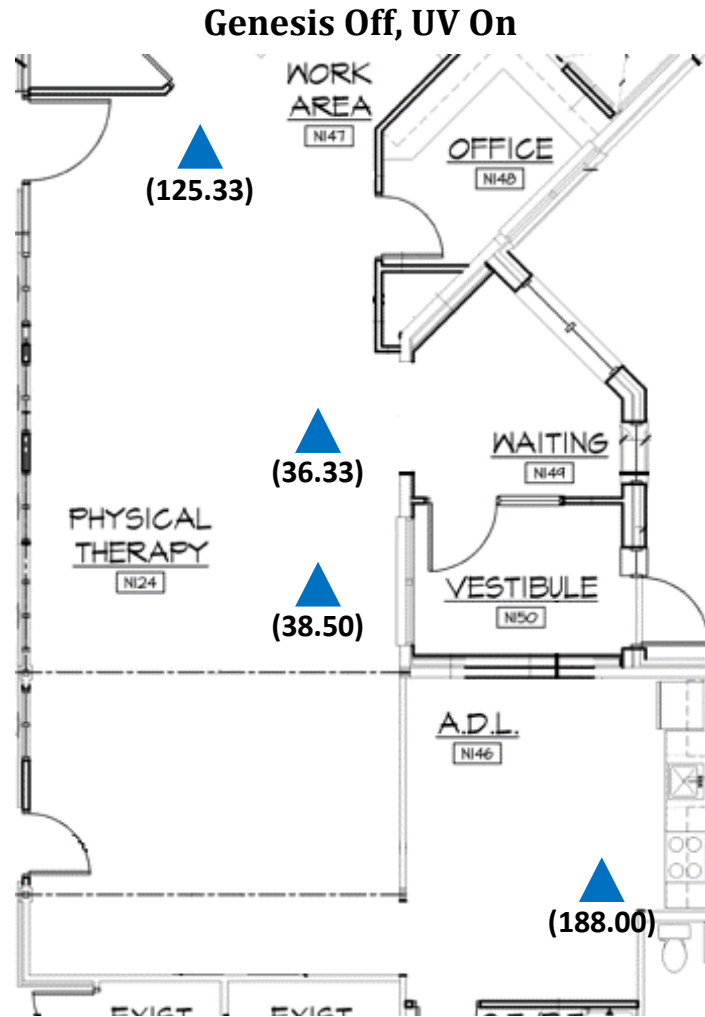 Genesis Off, UV On
WORK
AREA
N147
OFFICE
N148
(125.33)
(36.33)
WAITING
N149
PHYSICAL
THERAPY
N124
VESTIBULE
N150
(38.50)
A.D.L.
N146
(188.00)
EXIST
EXIST